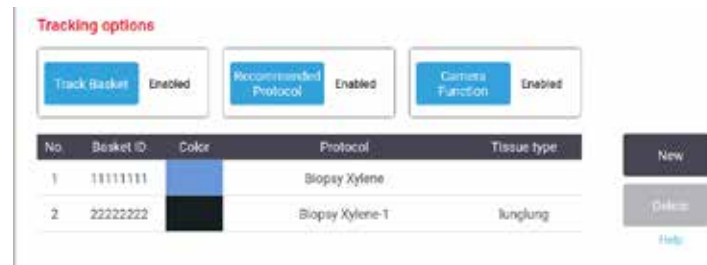 Tracking options
Track Basket Enabled Recommended Protocol Enabled Camera Function Enabled
No. Basket ID Color Protocol Tissue type
1 11111111 Biopsy Xylene
2 22222222 Biopsy Xylene-1 lunglung
New
Delete
Help